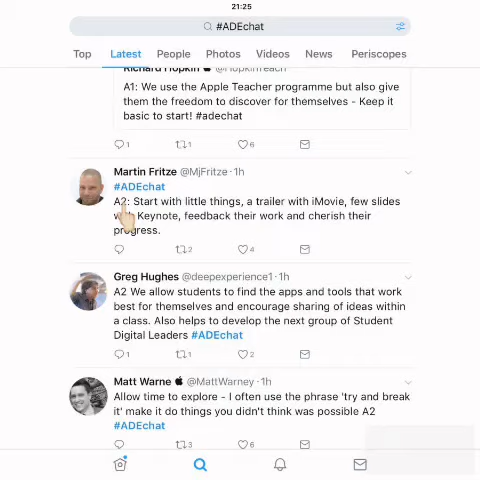 21:25
#ADEchat
Top Latest People Photos Videos News Periscopes
Richard Hopkin @Hopkinreach
A1: We use the Apple Teacher programme but also give
them the freedom to discover for themselves - Keep it
basic to start! #adechat
1 1 6
Martin Fritze @MjFritze · 1h
#ADEchat
A2: Start with little things, a trailer with iMovie, few slides
Keynote, feedback their work and cherish their
progress.
2 4
Greg Hughes @deepexperience1 · 1h
A2 We allow students to find the apps and tools that work
best for themselves and encourage sharing of ideas within
a class. Also helps to develop the next group of Student
Digital Leaders #ADEchat
1 1 2
Matt Warne @MattWarney · 1h
Allow time to explore - I often use the phrase 'try and break
it' make it do things you didn't think was possible A2
#ADEchat
3 6